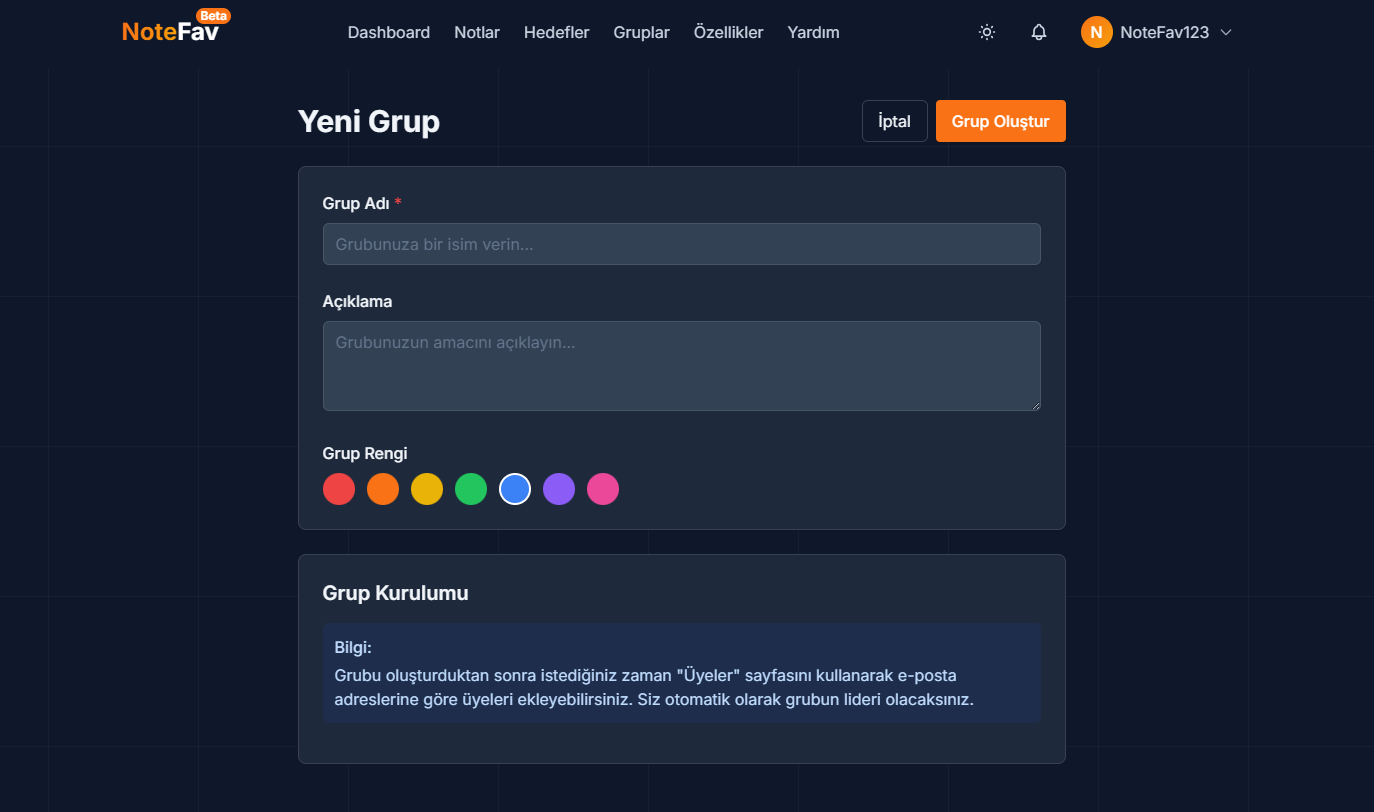 NoteFav Beta
Dashboard Notlar Hedefler Gruplar Özellikler Yardım
N NoteFav123
Yeni Grup
İptal Grup Oluştur
Grup Adı *
Grubunuza bir isim verin...
Açıklama
Grubunuzun amacını açıklayın...
Grup Rengi
Grup Kurulumu
Bilgi:
Grubu oluşturduktan sonra istediğiniz zaman "Üyeler" sayfasını kullanarak e-posta
adreslerine göre üyeleri ekleyebilirsiniz. Siz otomatik olarak grubun lideri olacaksınız.